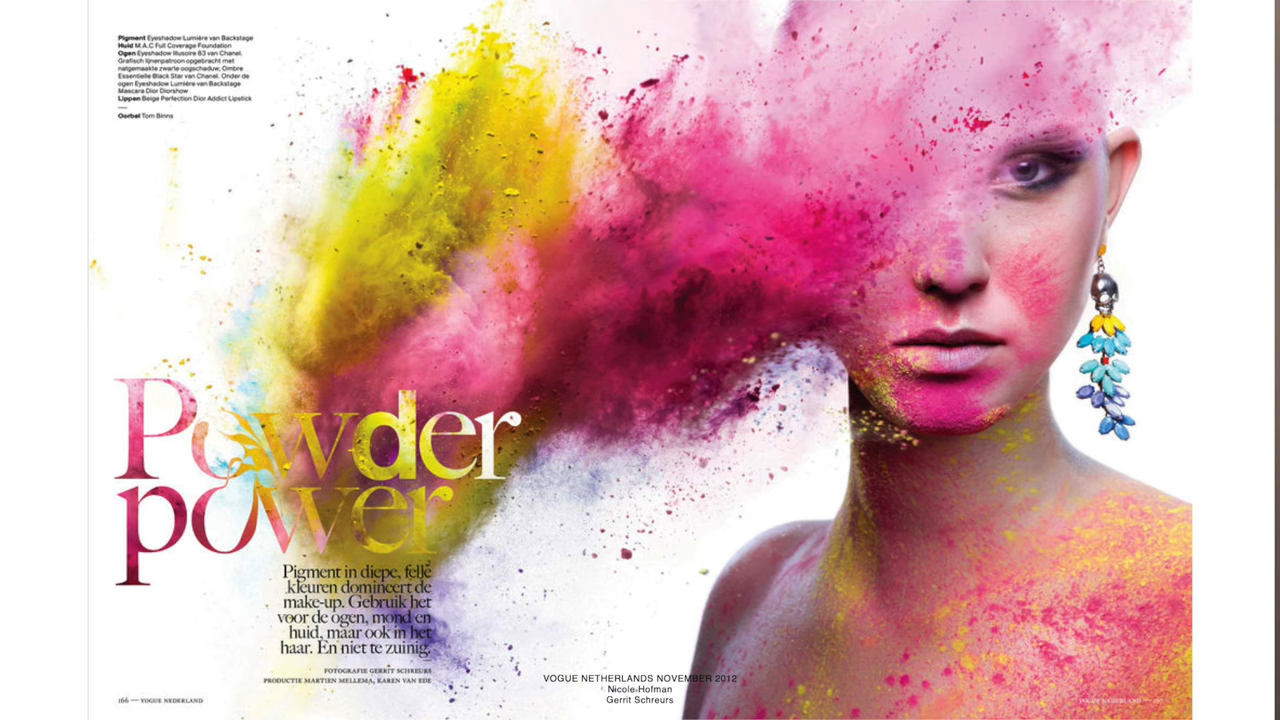 Pigment Eyeshadow Lumière van Backstage
Huid M.A.C Full Coverage Foundation
Ogen Eyeshadow Illusoire 83 van Chanel.
Grafisch lijnenpatroon opgebracht met
natgemaakte zwarte oogschaduw, Ombre
Essentielle Black Star van Chanel. Onder de
ogen Eyeshadow Lumière van Backstage
Mascara Dior Diorshow
Lippen Beige Perfection Dior Addict Lipstick
Oorbel Tom Binns
Powder
power
Pigment in diepe, felle
kleuren domineert de
make-up. Gebruik het
voor de ogen, mond en
huid, maar ook in het
haar. En niet te zuinig.
FOTOGRAFIE GERRIT SCHREURS
PRODUCTIE MARTIEN MELLEMA, KAREN VAN EDE
166 — VOGUE NEDERLAND
VOGUE NETHERLANDS NOVEMBER 2012
Nicole-Hofman
Gerrit Schreurs
VOGUE NEDERLAND —